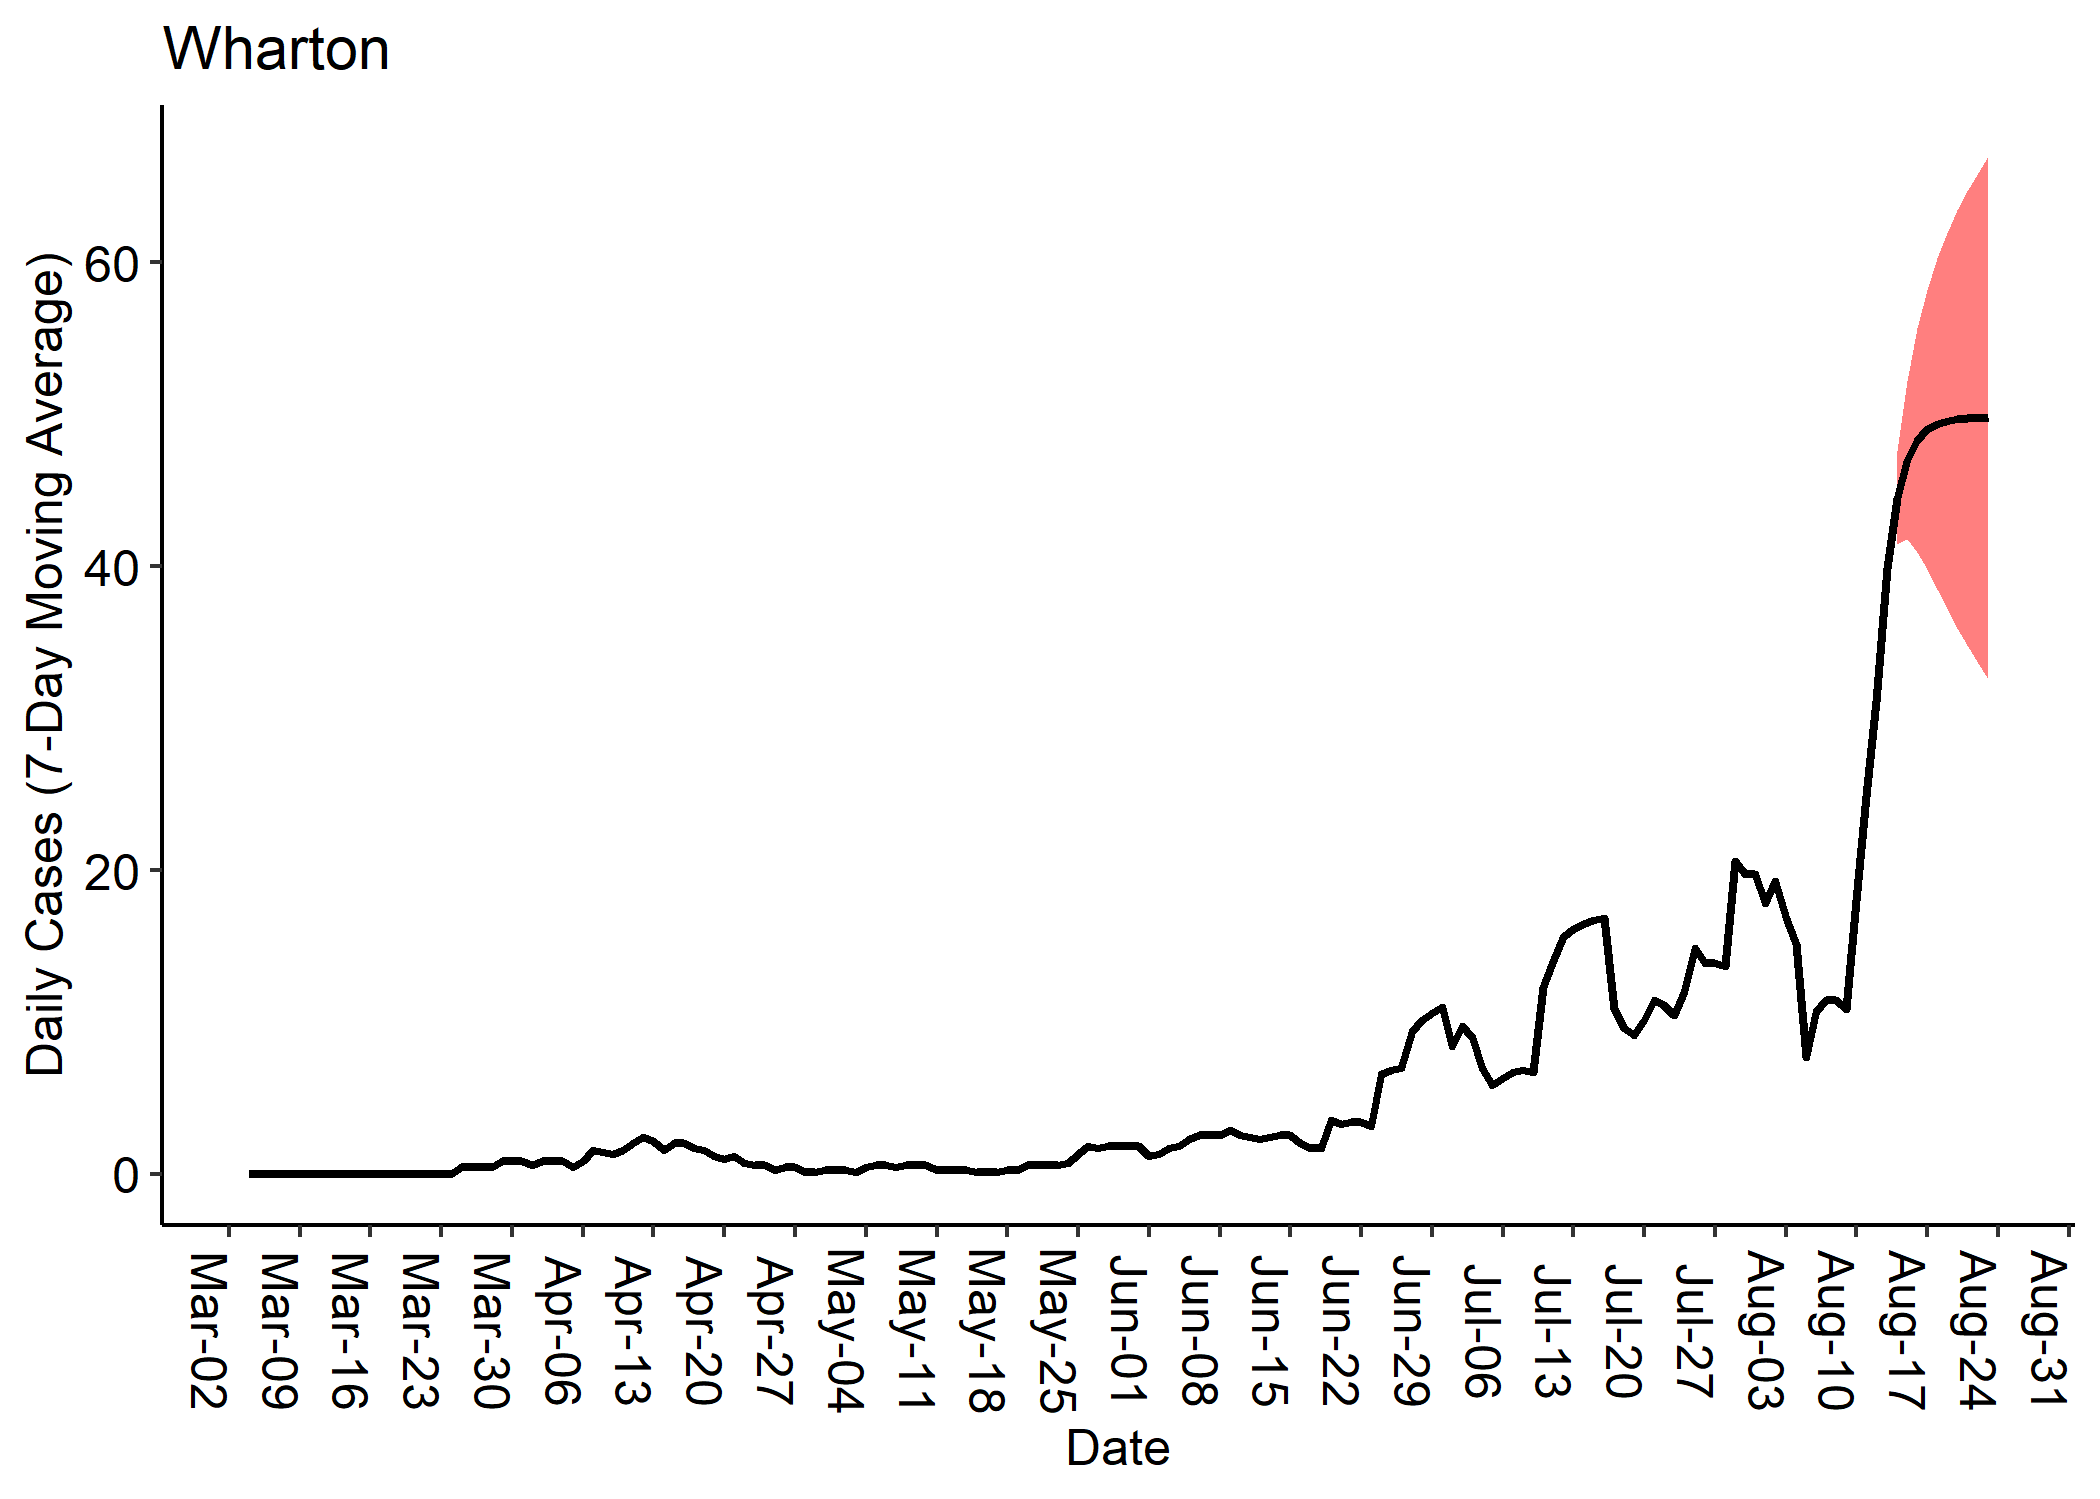 Wharton
Daily Cases (7-Day Moving Average)
60
40
20
0
Mar-02
Mar-09
Mar-16
Mar-23
Mar-30
Apr-06
Apr-13
Apr-20
Apr-27
May-04
May-11
May-18
May-25
Jun-01
Jun-08
Jun-15
Jun-22
Jun-29
Jul-06
Jul-13
Jul-20
Jul-27
Aug-03
Aug-10
Aug-17
Aug-24
Aug-31
Date